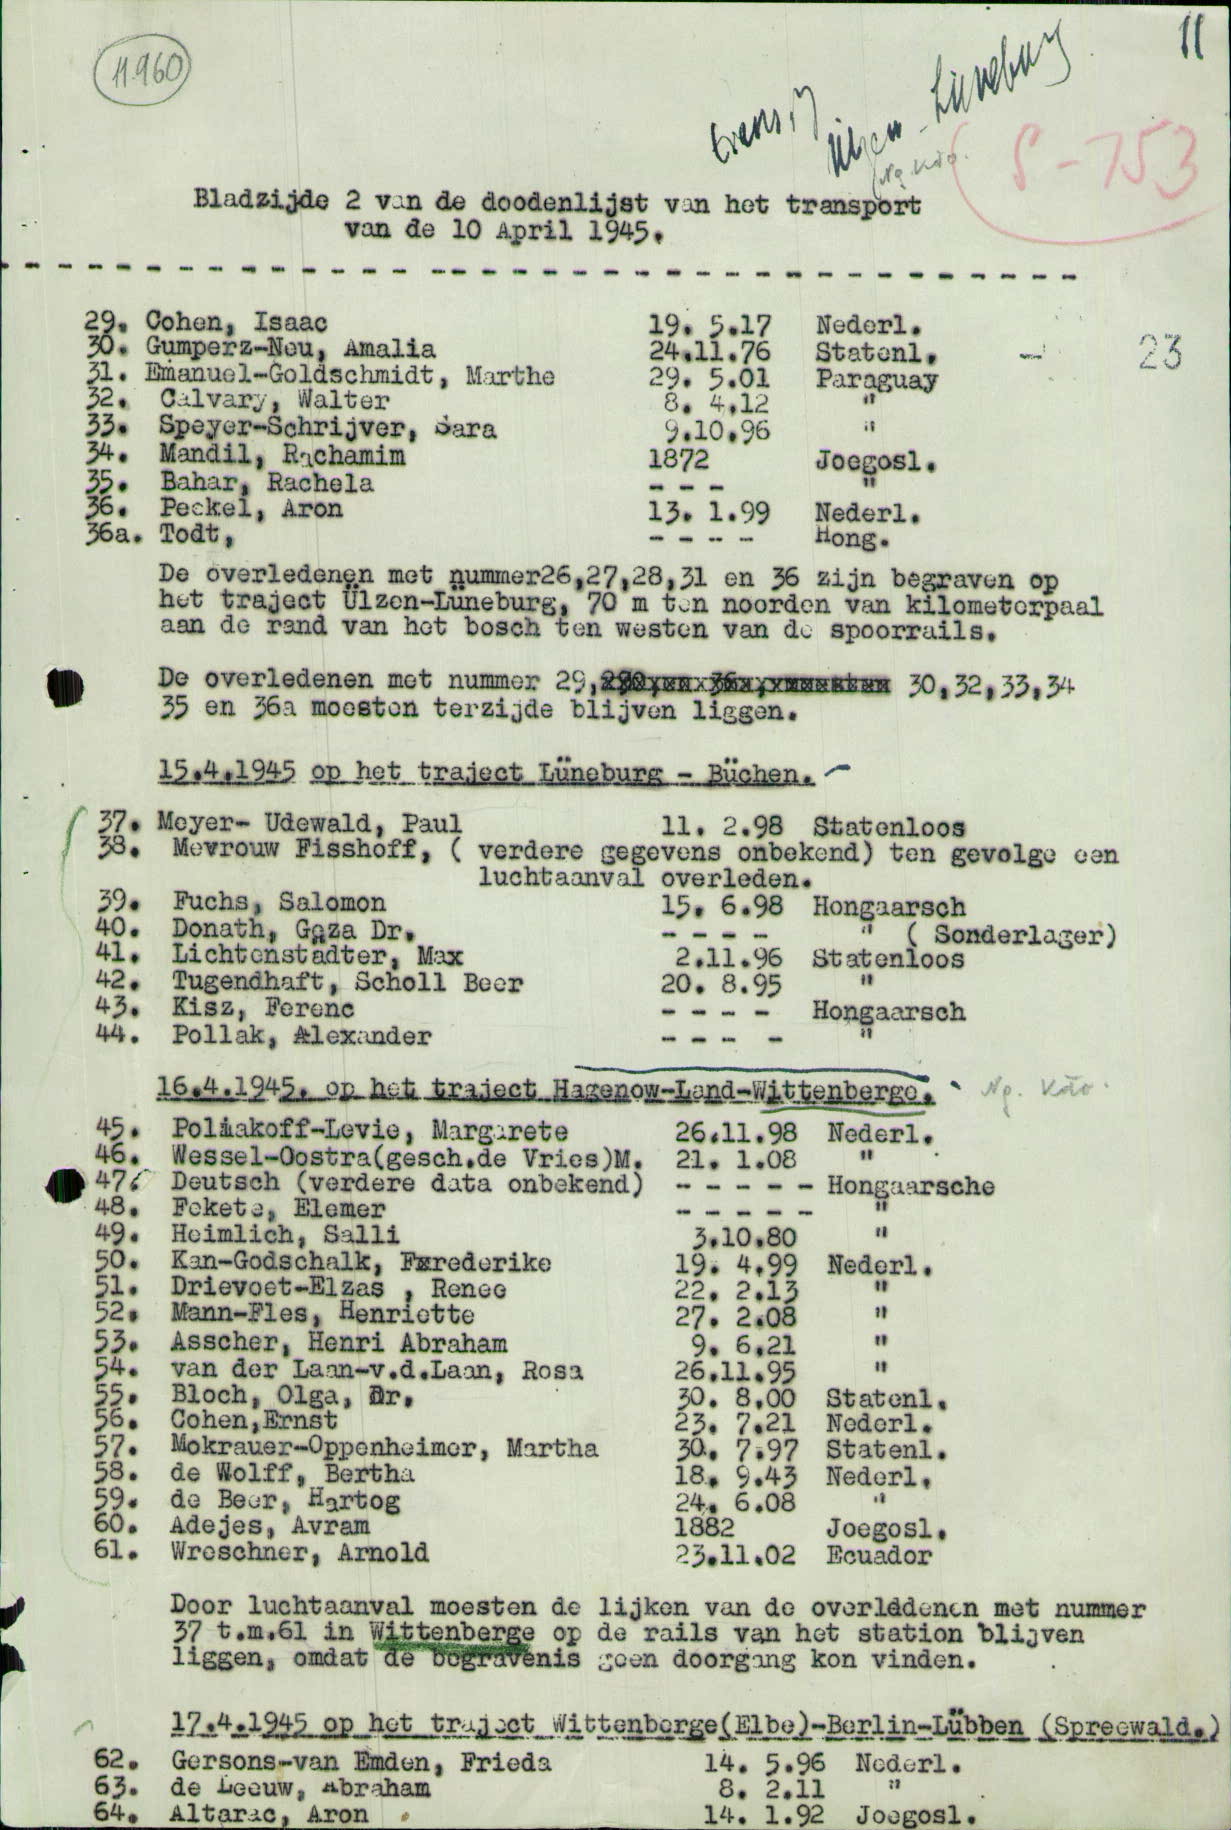 11960
11
transp
Ülzen - Lüneburg
S-753
Bladzijde 2 van de doodenlijst van het transport
van de 10 April 1945.
29. Cohen, Isaac 19. 5.17 Nederl.
30. Gumperz-Neu, Amalia 24.11.76 Statenl. - 23
31. Emanuel-Goldschmidt, Marthe 29. 5.01 Paraguay
32. Calvary, Walter 8. 4.12 "
33. Speyer-Schrijver, Sara 9.10.96 "
34. Mandil, Rachamim 1872 Joegosl.
35. Bahar, Rachela - - - "
36. Peckel, Aron 13. 1.99 Nederl.
36a. Todt, - - - - Hong.
De overledenen met nummer26,27,28,31 en 36 zijn begraven op
het traject Ülzen-Lüneburg, 70 m ten noorden van kilometerpaal
aan de rand van het bosch ten westen van de spoorrails.
De overledenen met nummer 29, 30,32,33,34
35 en 36a moesten terzijde blijven liggen.
15.4.1945 op het traject Lüneburg - Büchen.
37. Meyer- Udewald, Paul 11. 2.98 Statenloos
38. Mevrouw Fisshoff, ( verdere gegevens onbekend) ten gevolge een
luchtaanval overleden.
39. Fuchs, Salomon 15. 6.98 Hongaarsch
40. Donath, Gaza Dr. - - - - " ( Sonderlager)
41. Lichtenstadter, Max 2.11.96 Statenloos
42. Tugendhaft, Scholl Beer 20. 8.95 "
43. Kisz, Ferenc - - - - Hongaarsch
44. Pollak, Alexander - - - - "
16.4.1945. op het traject Hagenow-Land-Wittenberge. Ng. Kdo.
45. Poliakoff-Levie, Margarete 26.11.98 Nederl.
46. Wessel-Oostra(gesch.de Vries)M. 21. 1.08 "
47. Deutsch (verdere data onbekend) - - - - - Hongaarsche
48. Fekete, Elemer - - - - - "
49. Heimlich, Salli 3.10.80 "
50. Kan-Godschalk, Fxrederike 19. 4.99 Nederl.
51. Drievoet-Elzas , Renee 22. 2.13 "
52. Mann-Fles, Henriette 27. 2.08 "
53. Asscher, Henri Abraham 9. 6.21 "
54. van der Laan-v.d.Laan, Rosa 26.11.95 "
55. Bloch, Olga, Dr. 30. 8.00 Statenl.
56. Cohen,Ernst 23. 7.21 Nederl.
57. Mokrauer-Oppenheimer, Martha 30. 7.97 Statenl.
58. de Wolff, Bertha 18. 9.43 Nederl.
59. de Beer, Hartog 24. 6.08 "
60. Adejes, Avram 1882 Joegosl.
61. Wreschner, Arnold 23.11.02 Ecuador
Door luchtaanval moesten de lijken van de overledenen met nummer
37 t.m.61 in Wittenberge op de rails van het station blijven
liggen, omdat de begravenis geen doorgang kon vinden.
17.4.1945 op het traject Wittenberge(Elbe)-Berlin-Lübben (Spreewald.)
62. Gersons-van Emden, Frieda 14. 5.96 Nederl.
63. de Leeuw, Abraham 8. 2.11 "
64. Altarac, Aron 14. 1.92 Joegosl.